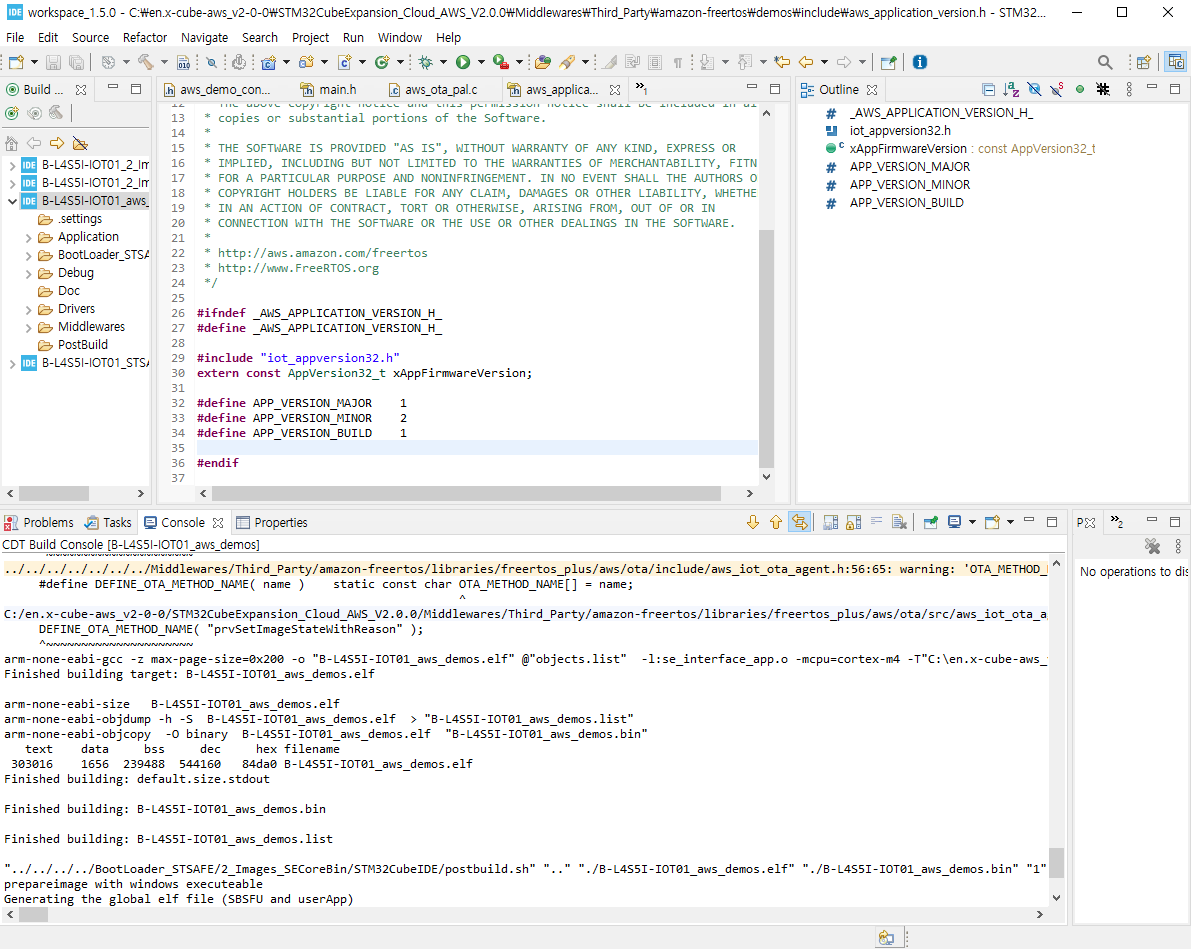 workspace_1.5.0 - C:₩en.x-cube-aws_v2-0-0₩STM32CubeExpansion_Cloud_AWS_V2.0.0₩Middlewares₩Third_Party₩amazon-freertos₩demos₩include₩aws_application_version.h - STM32...
File Edit Source Refactor Navigate Search Project Run Window Help
Build ...
aws_demo_con... main.h aws_ota_pal.c aws_applica... »1
Outline
B-L4S5I-IOT01_2_Im
B-L4S5I-IOT01_2_Im
B-L4S5I-IOT01_aws_
.settings
Application
BootLoader_STSA
Debug
Doc
Drivers
Middlewares
PostBuild
B-L4S5I-IOT01_STSA
12 * The above copyright notice and this permission notice shall be included in al
13 * copies or substantial portions of the Software.
14 *
15 * THE SOFTWARE IS PROVIDED "AS IS", WITHOUT WARRANTY OF ANY KIND, EXPRESS OR
16 * IMPLIED, INCLUDING BUT NOT LIMITED TO THE WARRANTIES OF MERCHANTABILITY, FITN
17 * FOR A PARTICULAR PURPOSE AND NONINFRINGEMENT. IN NO EVENT SHALL THE AUTHORS O
18 * COPYRIGHT HOLDERS BE LIABLE FOR ANY CLAIM, DAMAGES OR OTHER LIABILITY, WHETHE
19 * IN AN ACTION OF CONTRACT, TORT OR OTHERWISE, ARISING FROM, OUT OF OR IN
20 * CONNECTION WITH THE SOFTWARE OR THE USE OR OTHER DEALINGS IN THE SOFTWARE.
21 *
22 * http://aws.amazon.com/freertos
23 * http://www.FreeRTOS.org
24 */
25
26 #ifndef _AWS_APPLICATION_VERSION_H_
27 #define _AWS_APPLICATION_VERSION_H_
28
29 #include "iot_appversion32.h"
30 extern const AppVersion32_t xAppFirmwareVersion;
31
32 #define APP_VERSION_MAJOR 1
33 #define APP_VERSION_MINOR 2
34 #define APP_VERSION_BUILD 1
35
36 #endif
37
# _AWS_APPLICATION_VERSION_H_
iot_appversion32.h
xAppFirmwareVersion : const AppVersion32_t
# APP_VERSION_MAJOR
# APP_VERSION_MINOR
# APP_VERSION_BUILD
Problems Tasks Console Properties
CDT Build Console [B-L4S5I-IOT01_aws_demos]
../../../../../../../Middlewares/Third_Party/amazon-freertos/libraries/freertos_plus/aws/ota/include/aws_iot_ota_agent.h:56:65: warning: 'OTA_METHOD_N
#define DEFINE_OTA_METHOD_NAME( name ) static const char OTA_METHOD_NAME[] = name;
^
C:/en.x-cube-aws_v2-0-0/STM32CubeExpansion_Cloud_AWS_V2.0.0/Middlewares/Third_Party/amazon-freertos/libraries/freertos_plus/aws/ota/src/aws_iot_ota_a
DEFINE_OTA_METHOD_NAME( "prvSetImageStateWithReason" );
^~~~~~~~~~~~~~~~~~~~~~
arm-none-eabi-gcc -z max-page-size=0x200 -o "B-L4S5I-IOT01_aws_demos.elf" @"objects.list" -l:se_interface_app.o -mcpu=cortex-m4 -T"C:\en.x-cube-aws_
Finished building target: B-L4S5I-IOT01_aws_demos.elf
arm-none-eabi-size B-L4S5I-IOT01_aws_demos.elf
arm-none-eabi-objdump -h -S B-L4S5I-IOT01_aws_demos.elf > "B-L4S5I-IOT01_aws_demos.list"
arm-none-eabi-objcopy -O binary B-L4S5I-IOT01_aws_demos.elf "B-L4S5I-IOT01_aws_demos.bin"
text data bss dec hex filename
303016 1656 239488 544160 84da0 B-L4S5I-IOT01_aws_demos.elf
Finished building: default.size.stdout
Finished building: B-L4S5I-IOT01_aws_demos.bin
Finished building: B-L4S5I-IOT01_aws_demos.list
"../../../../BootLoader_STSAFE/2_Images_SECoreBin/STM32CubeIDE/postbuild.sh" ".." "./B-L4S5I-IOT01_aws_demos.elf" "./B-L4S5I-IOT01_aws_demos.bin" "1"
prepareimage with windows executeable
Generating the global elf file (SBSFU and userApp)
P »2
No operations to dis